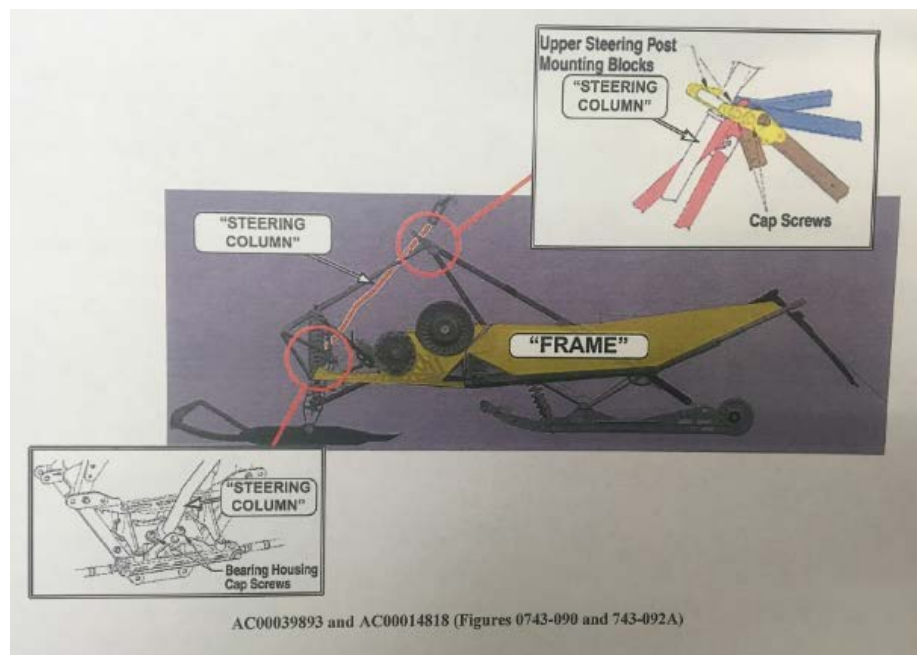 Upper Steering Post
Mounting Blocks
"STEERING
COLUMN"
Cap Screws
"STEERING
COLUMN"
"FRAME"
"STEERING
COLUMN"
Bearing Housing
Cap Screws
AC00039893 and AC00014818 (Figures 0743-090 and 743-092A)